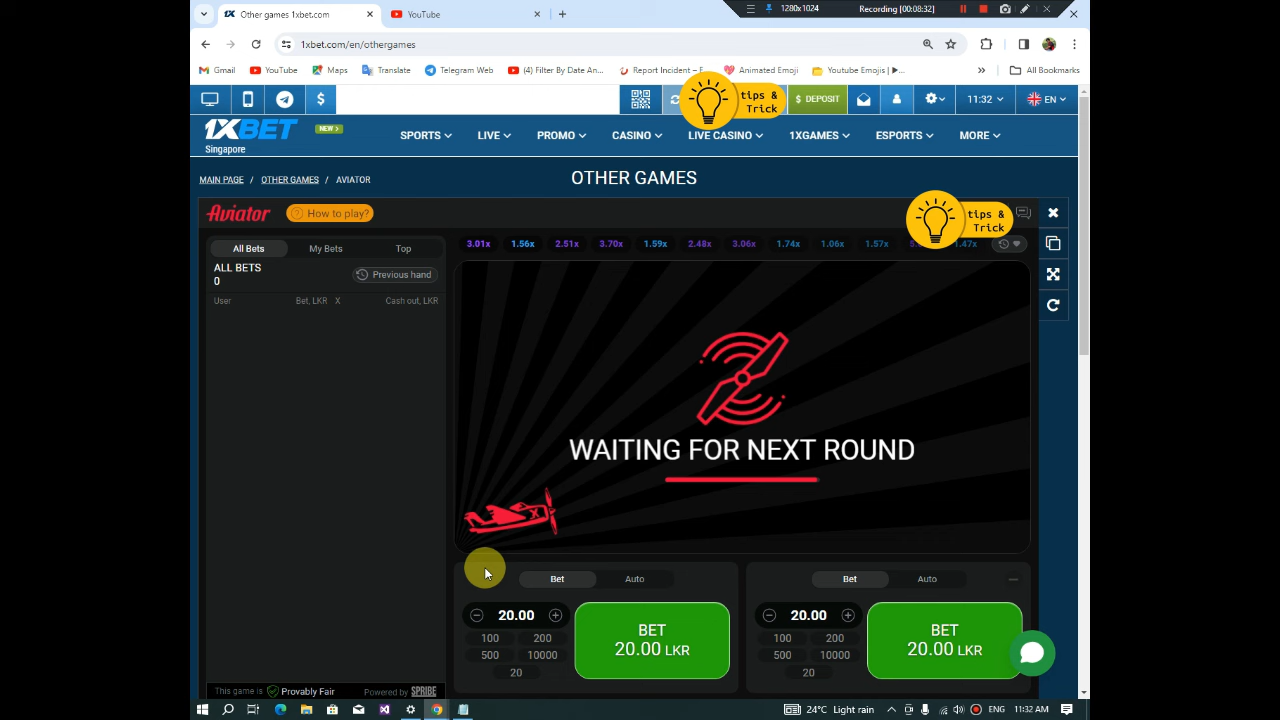 Other games 1xbet.com
YouTube
1280x1024
Recording [00:08:32]
1xbet.com/en/othergames
Gmail
YouTube
Maps
Translate
Telegram Web
(4) Filter By Date An...
Report Incident – F...
Animated Emoji
Youtube Emojis | ►...
All Bookmarks
tips &
Trick
$ DEPOSIT
11:32
EN
1XBET
NEW
Singapore
SPORTS
LIVE
PROMO
CASINO
LIVE CASINO
1XGAMES
ESPORTS
MORE
MAIN PAGE / OTHER GAMES / AVIATOR
OTHER GAMES
Aviator
? How to play?
tips &
Trick
All Bets
My Bets
Top
3.01x 1.56x 2.51x 3.70x 1.59x 2.48x 3.06x 1.74x 1.06x 1.57x 1.47x
ALL BETS
0
Previous hand
User
Bet, LKR X
Cash out, LKR
WAITING FOR NEXT ROUND
Bet
Auto
20.00
100 200
500 10000
20
BET
20.00 LKR
Bet
Auto
20.00
100 200
500 10000
20
BET
20.00 LKR
This game is Provably Fair
Powered by SPRIBE
24°C Light rain
ENG
11:32 AM